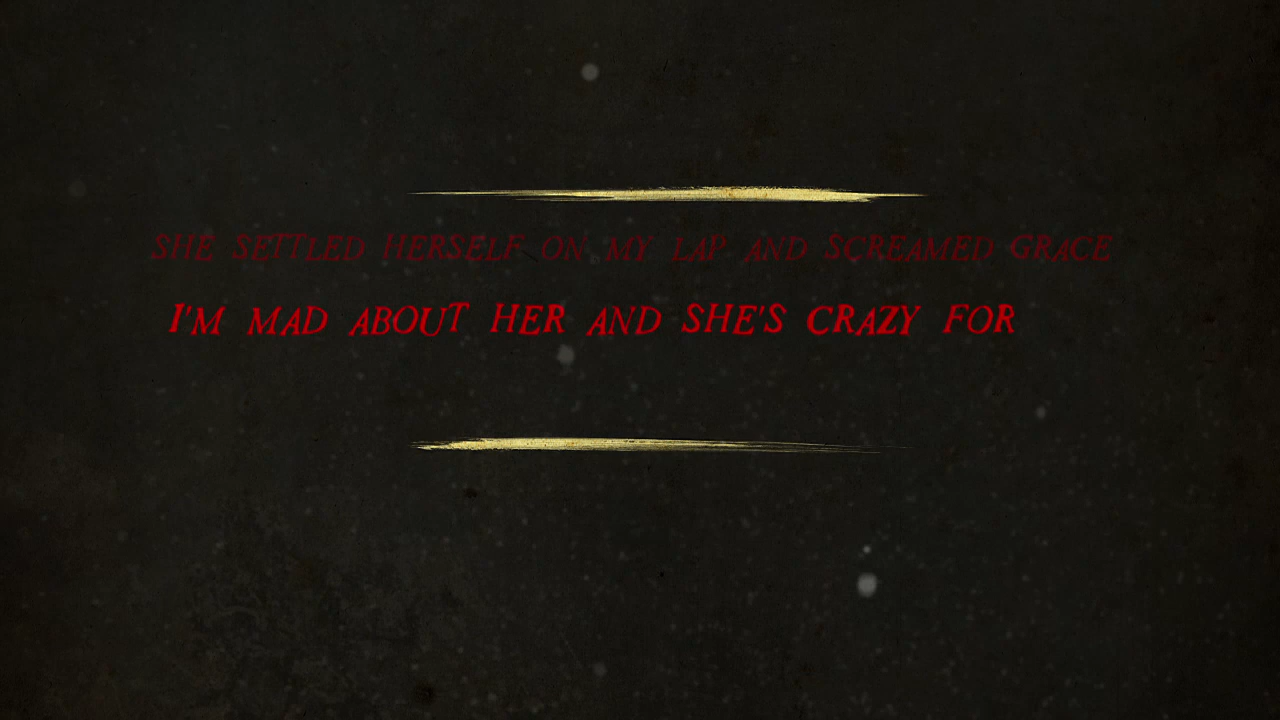 SHE SETTLED HERSELF ON MY LAP AND SCREAMED GRACE
I'M MAD ABOUT HER AND SHE'S CRAZY FOR